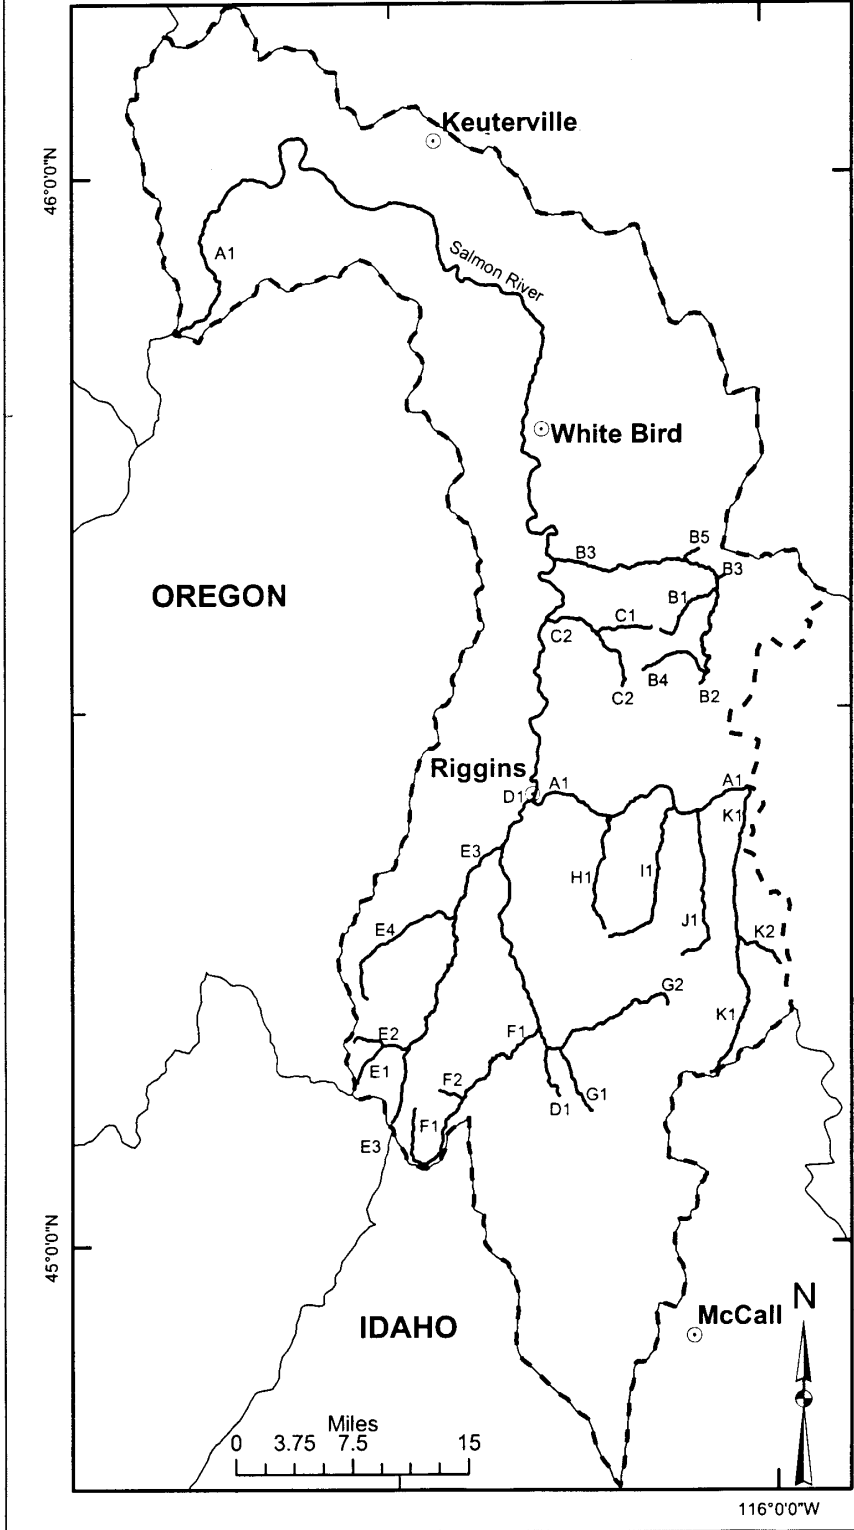 Keuterville
46°0'0"N
A1
Salmon River
White Bird
B5
B3
B3
OREGON
B1
C1
C2
B4
C2
B2
Riggins
A1
A1
D1
K1
E3
H1
I1
J1
E4
K2
G2
K1
F1
E2
E1
F2
D1
G1
F1
E3
45°0'0"N
N
McCall
IDAHO
Miles
0 3.75 7.5 15
116°0'0"W